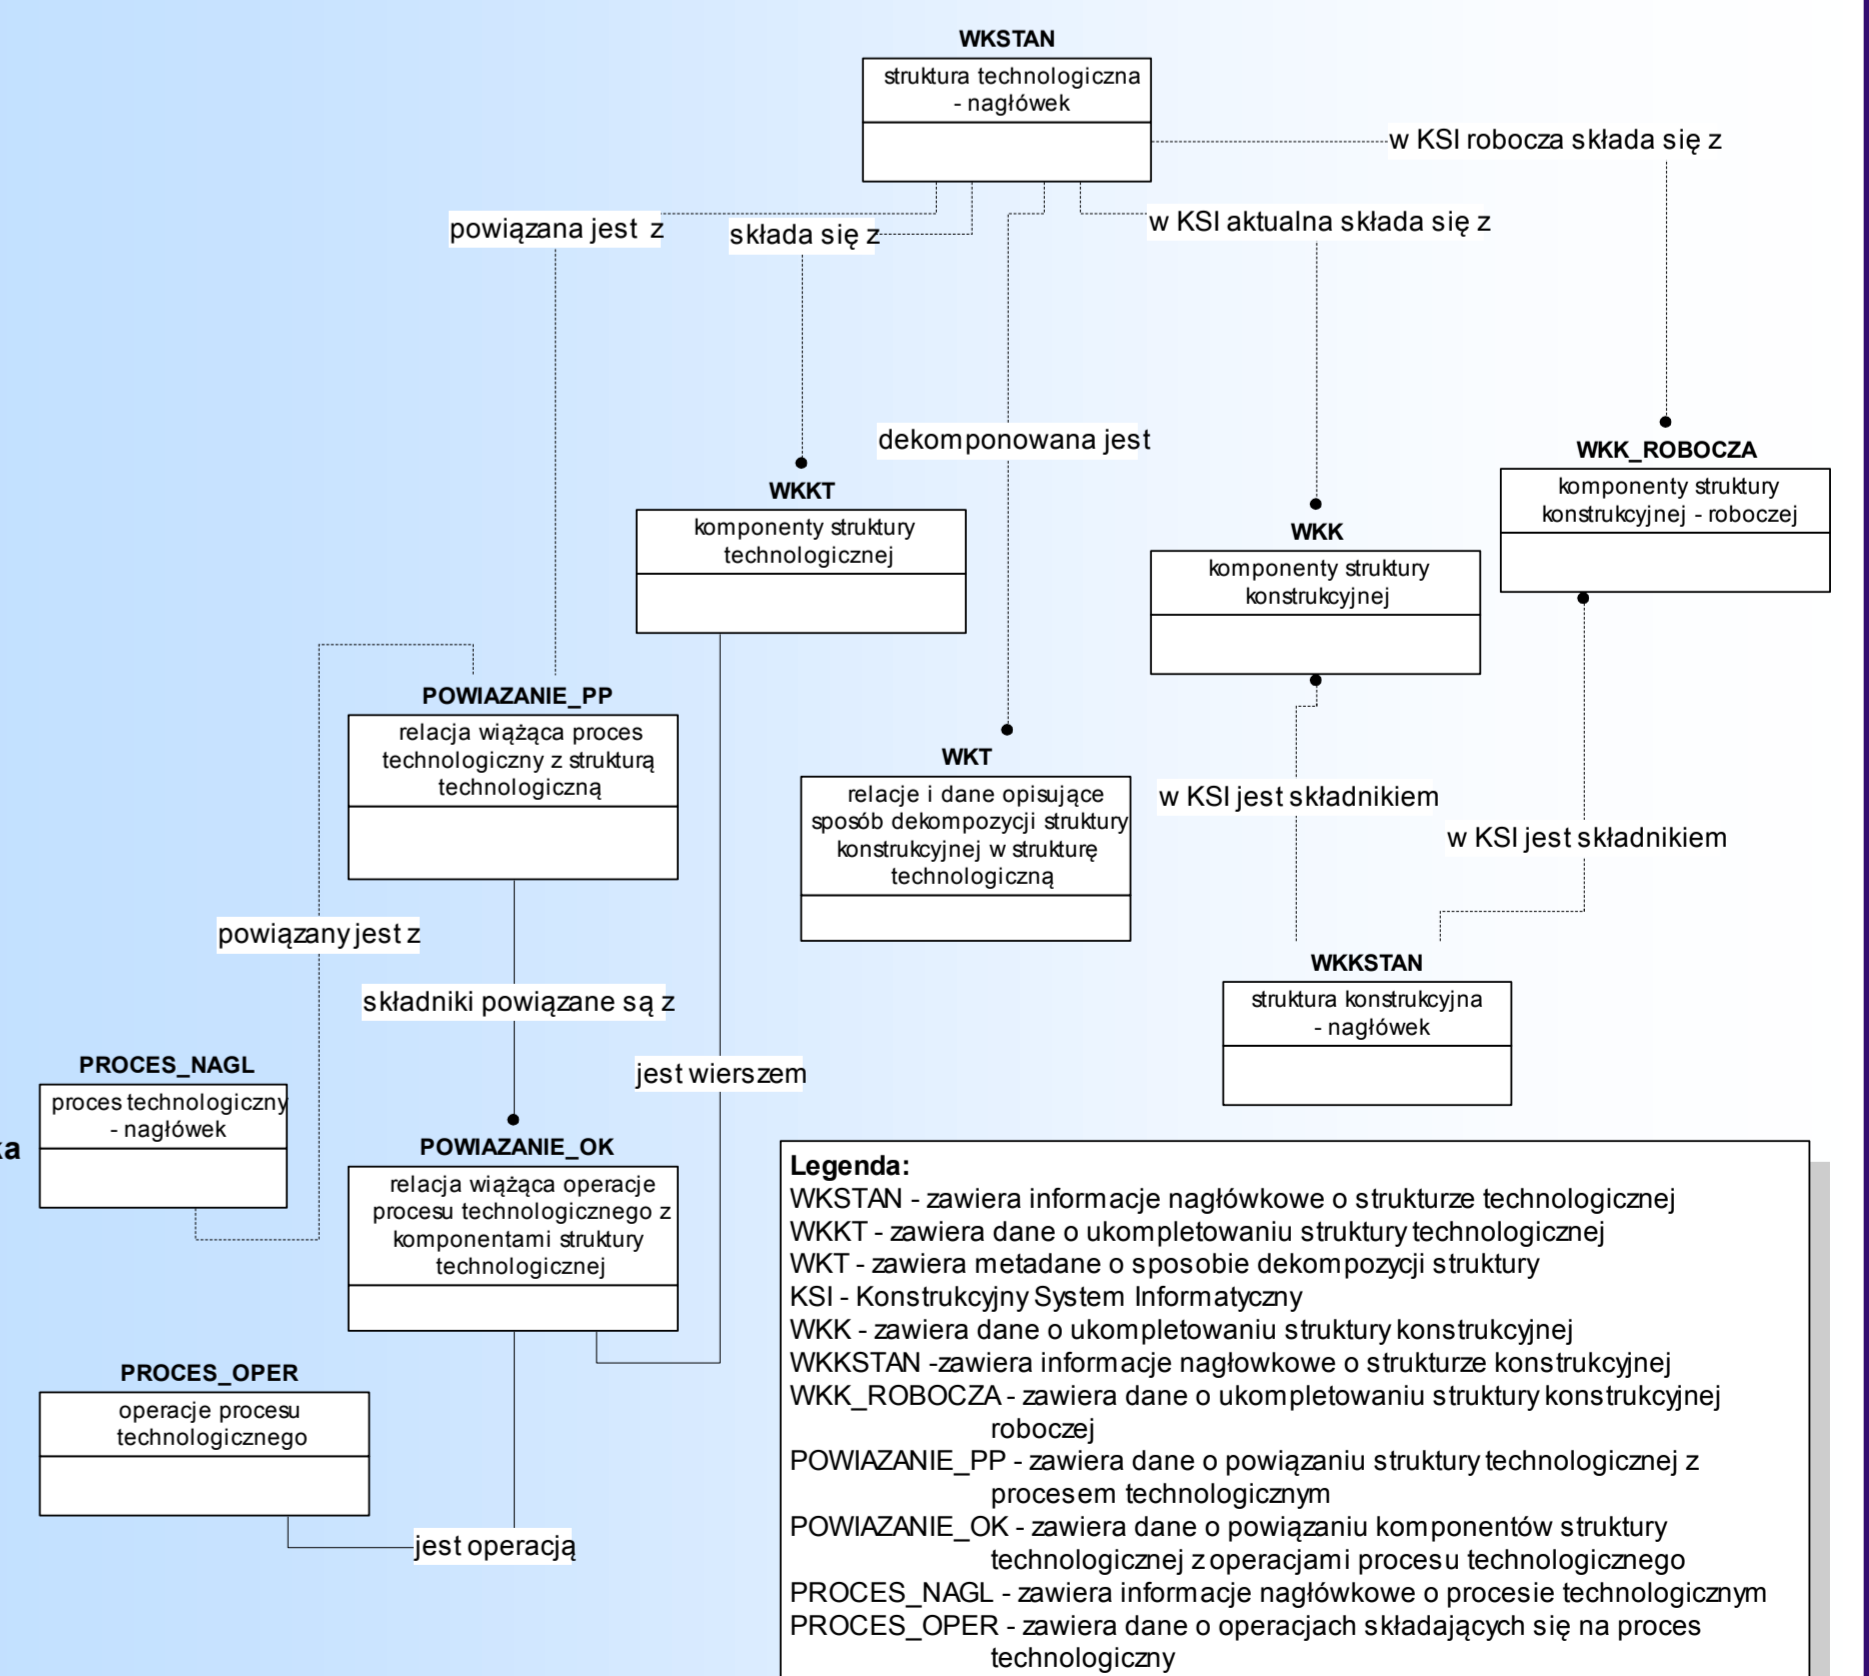 WKSTAN
struktura technologiczna
- nagłówek
w KSI robocza składa się z
powiązana jest z
składa się z
w KSI aktualna składa się z
dekomponowana jest
WKK_ROBOCZA
komponenty struktury
konstrukcyjnej - roboczej
WKKT
komponenty struktury
technologicznej
WKK
komponenty struktury
konstrukcyjnej
POWIAZANIE_PP
relacja wiążąca proces
technologiczny z strukturą
technologiczną
WKT
relacje i dane opisujące
sposób dekompozycji struktury
konstrukcyjnej w strukturę
technologiczną
w KSI jest składnikiem
w KSI jest składnikiem
powiązany jest z
składniki powiązane są z
WKKSTAN
struktura konstrukcyjna
- nagłówek
PROCES_NAGL
proces technologiczny
- nagłówek
jest wierszem
ka
POWIAZANIE_OK
relacja wiążąca operacje
procesu technologicznego z
komponentami struktury
technologicznej
PROCES_OPER
operacje procesu
technologicznego
jest operacją
Legenda:
WKSTAN - zawiera informacje nagłówkowe o strukturze technologicznej
WKKT - zawiera dane o ukompletowaniu struktury technologicznej
WKT - zawiera metadane o sposobie dekompozycji struktury
KSI - Konstrukcyjny System Informatyczny
WKK - zawiera dane o ukompletowaniu struktury konstrukcyjnej
WKKSTAN -zawiera informacje nagłowkowe o strukturze konstrukcyjnej
WKK_ROBOCZA - zawiera dane o ukompletowaniu struktury konstrukcyjnej
roboczej
POWIAZANIE_PP - zawiera dane o powiązaniu struktury technologicznej z
procesem technologicznym
POWIAZANIE_OK - zawiera dane o powiązaniu komponentów struktury
technologicznej z operacjami procesu technologicznego
PROCES_NAGL - zawiera informacje nagłówkowe o procesie technologicznym
PROCES_OPER - zawiera dane o operacjach składających się na proces
technologiczny